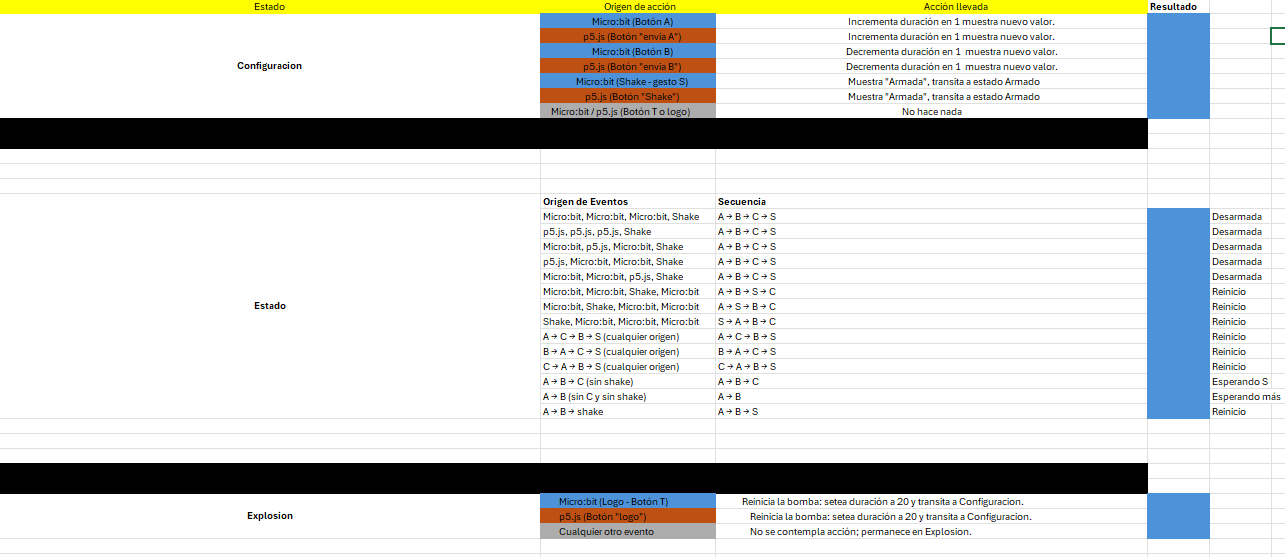 Estado Origen de acción Acción llevada Resultado
Micro:bit (Botón A) Incrementa duración en 1 muestra nuevo valor.
p5.js (Botón "envia A") Incrementa duración en 1 muestra nuevo valor.
Micro:bit (Botón B) Decrementa duración en 1  muestra nuevo valor.
Configuracion p5.js (Botón "envia B") Decrementa duración en 1  muestra nuevo valor.
Micro:bit (Shake - gesto S) Muestra "Armada", transita a estado Armado
p5.js (Botón "Shake") Muestra "Armada", transita a estado Armado
Micro:bit / p5.js (Botón T o logo) No hace nada
Origen de Eventos Secuencia
Micro:bit, Micro:bit, Micro:bit, Shake A → B → C → S Desarmada
p5.js, p5.js, p5.js, Shake A → B → C → S Desarmada
Micro:bit, p5.js, Micro:bit, Shake A → B → C → S Desarmada
p5.js, Micro:bit, Micro:bit, Shake A → B → C → S Desarmada
Micro:bit, Micro:bit, p5.js, Shake A → B → C → S Desarmada
Micro:bit, Micro:bit, Shake, Micro:bit A → B → S → C Reinicio
Estado Micro:bit, Shake, Micro:bit, Micro:bit A → S → B → C Reinicio
Shake, Micro:bit, Micro:bit, Micro:bit S → A → B → C Reinicio
A → C → B → S (cualquier origen) A → C → B → S Reinicio
B → A → C → S (cualquier origen) B → A → C → S Reinicio
C → A → B → S (cualquier origen) C → A → B → S Reinicio
A → B → C (sin shake) A → B → C Esperando S
A → B (sin C y sin shake) A → B Esperando más
A → B → shake A → B → S Reinicio
Micro:bit (Logo - Botón T) Reinicia la bomba: setea duración a 20 y transita a Configuracion.
Explosion p5.js (Botón "logo") Reinicia la bomba: setea duración a 20 y transita a Configuracion.
Cualquier otro evento No se contempla acción; permanece en Explosion.